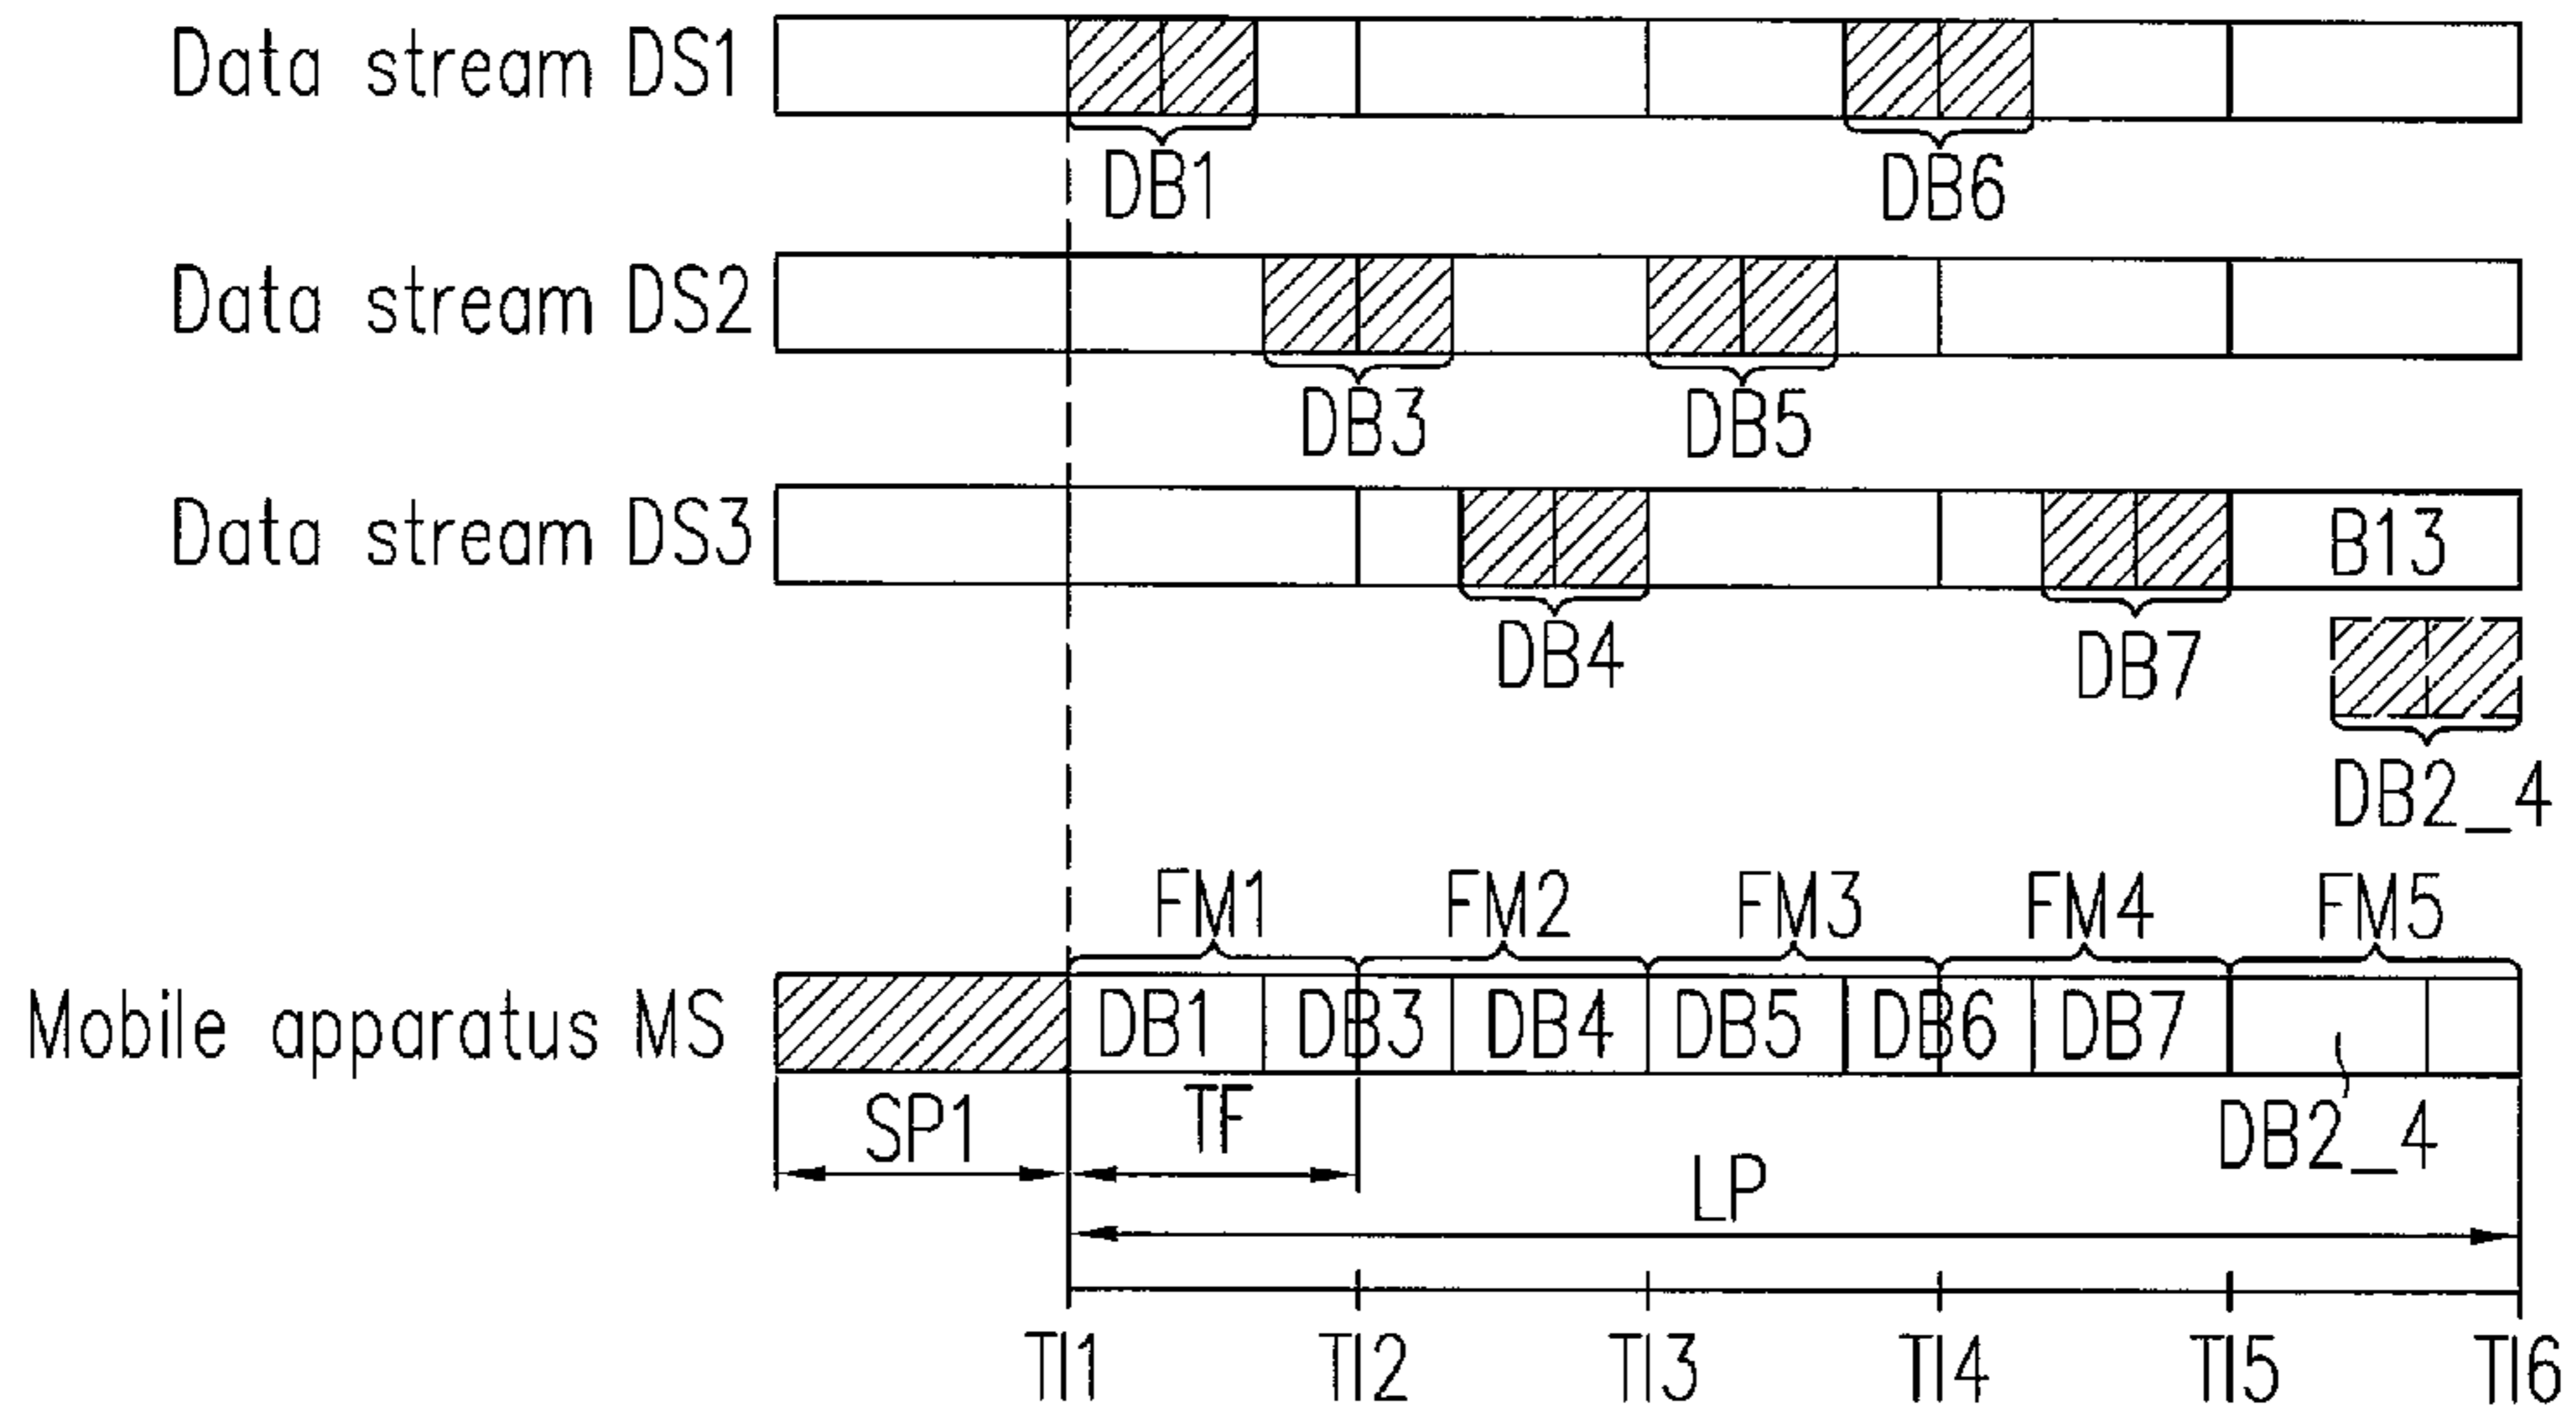 Data stream DS1
DB1 DB6
Data stream DS2
DB3 DB5
Data stream DS3 B13
DB4 DB7
DB2_4
FM1 FM2 FM3 FM4 FM5
Mobile apparatus MS DB1 DB3 DB4 DB5 DB6 DB7
SP1 TF DB2_4
LP
TI1 TI2 TI3 TI4 TI5 TI6